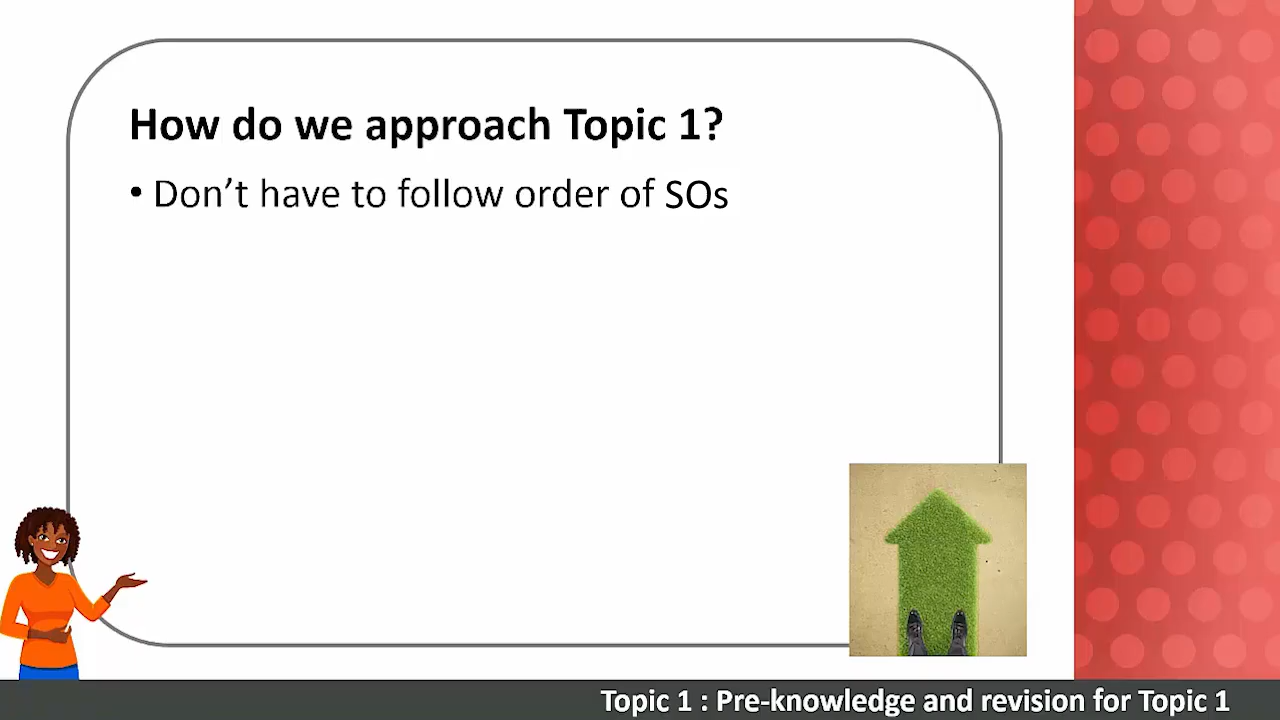 How do we approach Topic 1?
• Don’t have to follow order of SOs
Topic 1 : Pre-knowledge and revision for Topic 1